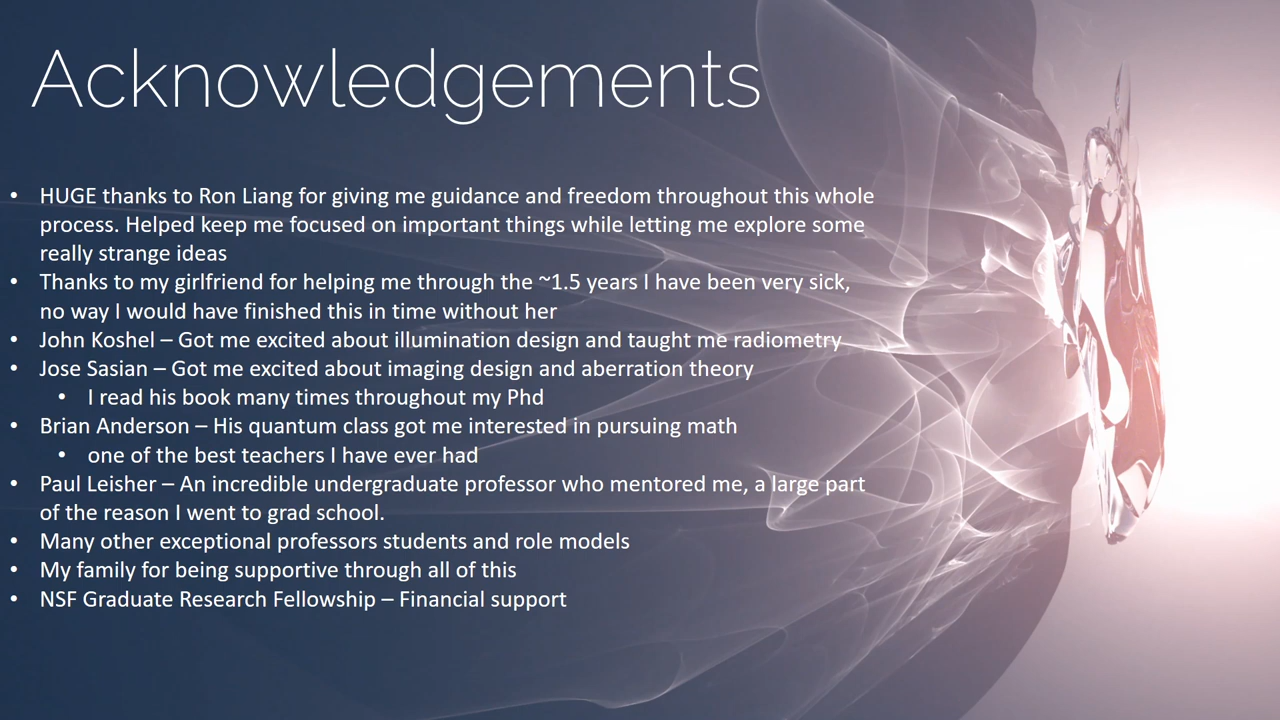 Acknowledgements
• HUGE thanks to Ron Liang for giving me guidance and freedom throughout this whole
process. Helped keep me focused on important things while letting me explore some
really strange ideas
• Thanks to my girlfriend for helping me through the ~1.5 years I have been very sick,
no way I would have finished this in time without her
• John Koshel – Got me excited about illumination design and taught me radiometry
• Jose Sasian – Got me excited about imaging design and aberration theory
• I read his book many times throughout my Phd
• Brian Anderson – His quantum class got me interested in pursuing math
• one of the best teachers I have ever had
• Paul Leisher – An incredible undergraduate professor who mentored me, a large part
of the reason I went to grad school.
• Many other exceptional professors students and role models
• My family for being supportive through all of this
• NSF Graduate Research Fellowship – Financial support